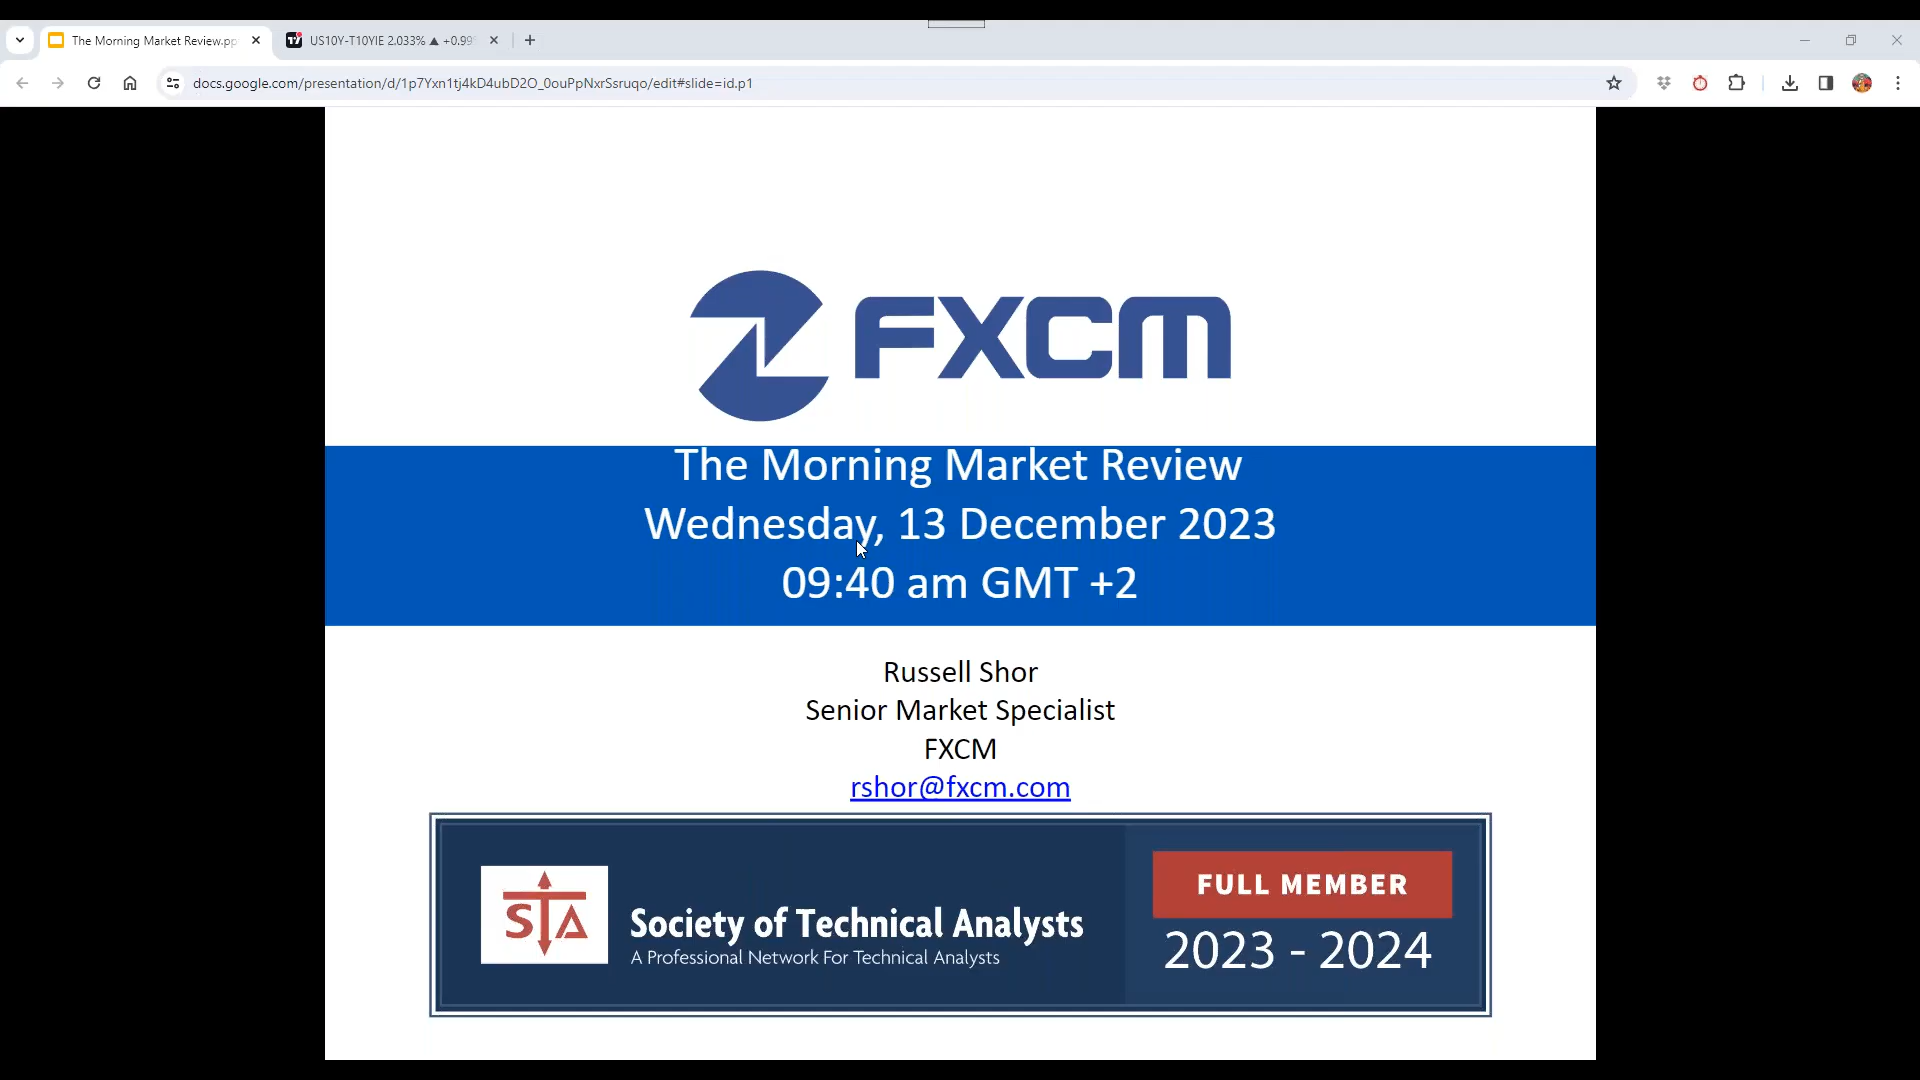 The Morning Market Review.pp
US10Y-T10YIE 2.033% ▲ +0.99%
docs.google.com/presentation/d/1p7Yxn1tj4kD4ubD2O_0ouPpNxrSsruqo/edit#slide=id.p1
FXCM
The Morning Market Review
Wednesday, 13 December 2023
09:40 am GMT +2
Russell Shor
Senior Market Specialist
FXCM
rshor@fxcm.com
STA
Society of Technical Analysts
A Professional Network For Technical Analysts
FULL MEMBER
2023 - 2024